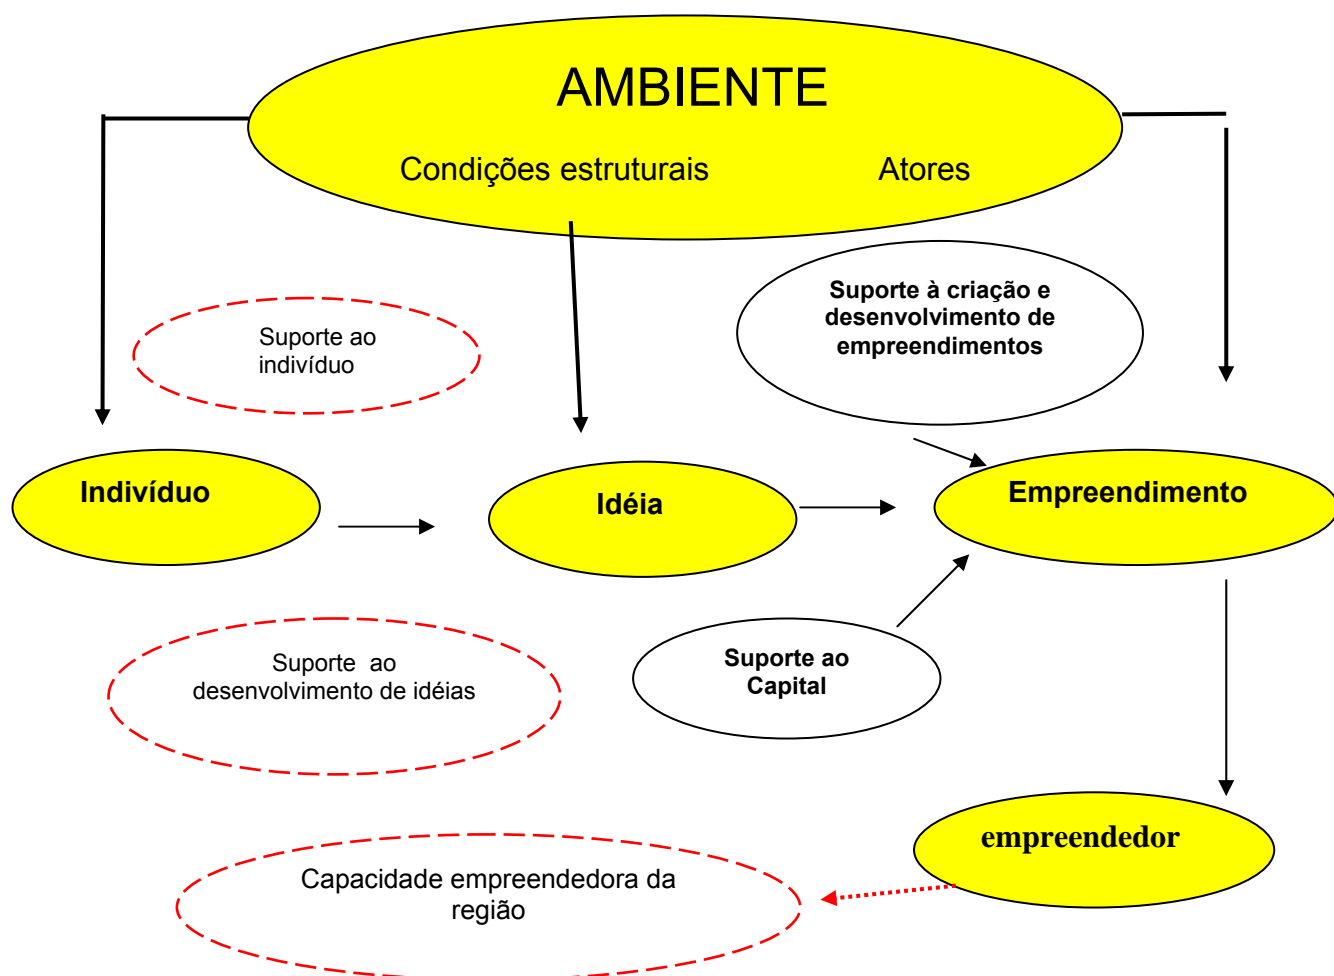 AMBIENTE
Condições estruturais
Atores
Suporte à criação e
desenvolvimento de
empreendimentos
Suporte ao
indivíduo
Indivíduo
Idéia
Empreendimento
Suporte ao
desenvolvimento de idéias
Suporte ao
Capital
empreendedor
Capacidade empreendedora da
região